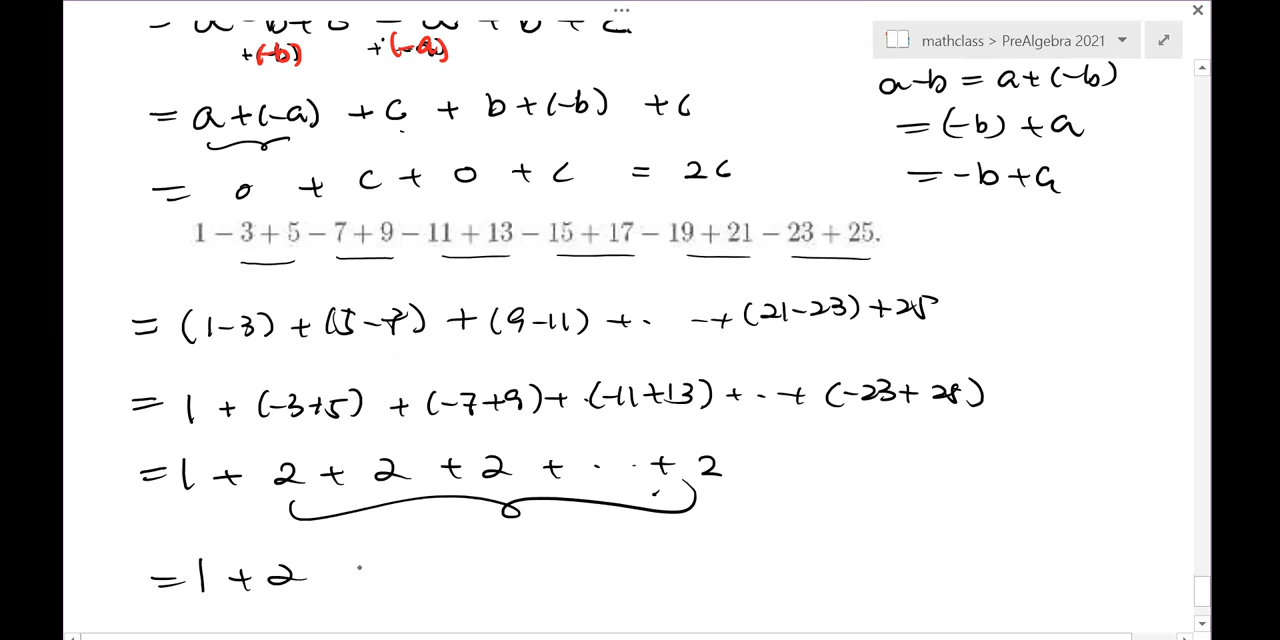 mathclass > PreAlgebra 2021
+(-b) +(-a)
= a+(-a) + c + b+(-b) + c
= 0 + c + 0 + c = 2c
a-b = a+(-b)
= (-b) + a
= -b+a
1 − 3 + 5 − 7 + 9 − 11 + 13 − 15 + 17 − 19 + 21 − 23 + 25.
= (1-3) + (5-7) + (9-11) + . . + (21-23) + 25
= 1 + (-3+5) + (-7+9) + (-11+13) + . . + (-23+25)
= 1 + 2 + 2 + 2 + . . + 2
= 1 + 2